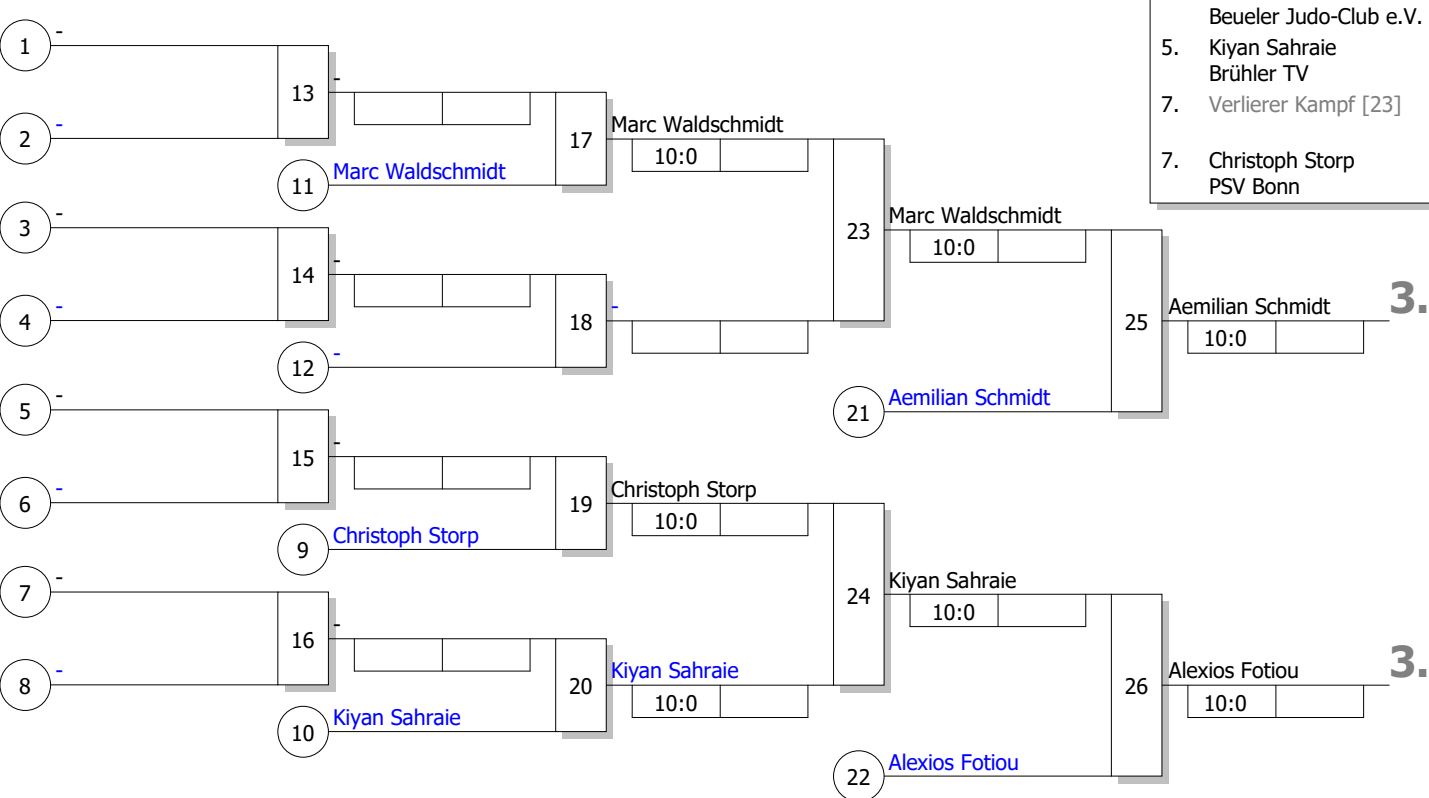 Beueler Judo-Club e.V.
5. Kiyan Sahraie
Brühler TV
7. Verlierer Kampf [23]
7. Christoph Storp
PSV Bonn
1 -
13 -
2 -
17 Marc Waldschmidt
10:0
11 Marc Waldschmidt
3 -
23 Marc Waldschmidt
10:0
14 -
4 -
18 -
12 -
25 Aemilian Schmidt 3.
10:0
21 Aemilian Schmidt
5 -
15 -
6 -
19 Christoph Storp
10:0
9 Christoph Storp
7 -
24 Kiyan Sahraie
10:0
16 -
8 -
20 Kiyan Sahraie
10:0
10 Kiyan Sahraie
26 Alexios Fotiou 3.
10:0
22 Alexios Fotiou